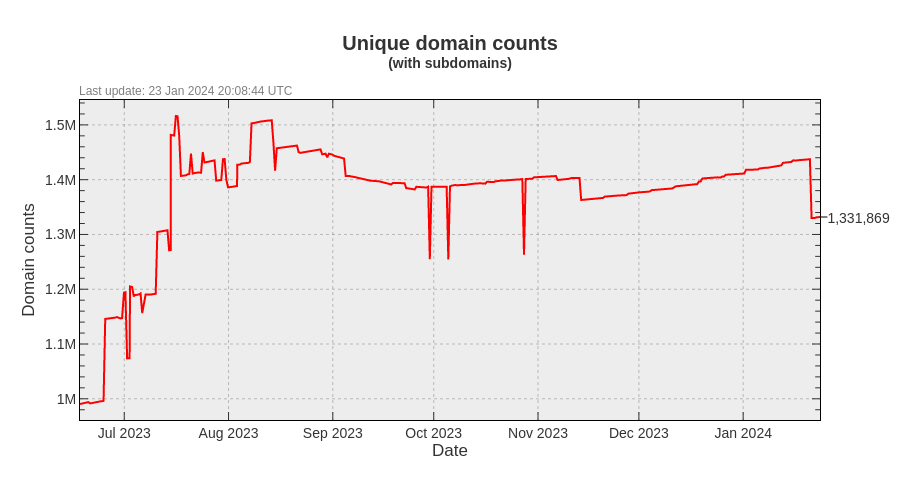 Unique domain counts
(with subdomains)
Last update: 23 Jan 2024 20:08:44 UTC
1.5M
1.4M
1.3M
1.2M
1.1M
1M
Domain counts
1,331,869
Jul 2023 Aug 2023 Sep 2023 Oct 2023 Nov 2023 Dec 2023 Jan 2024
Date